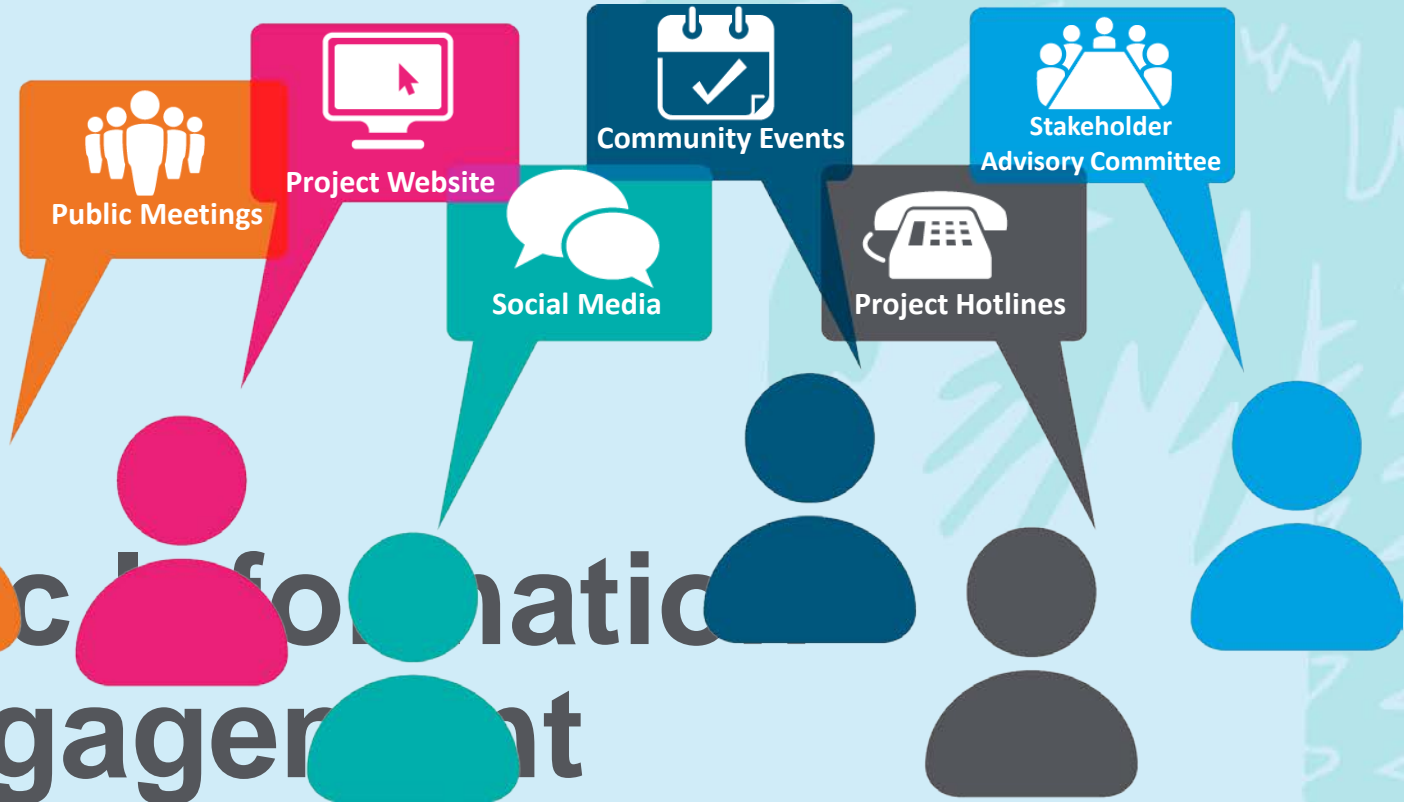 Public Meetings
Project Website
Social Media
Community Events
Project Hotlines
Stakeholder
Advisory Committee